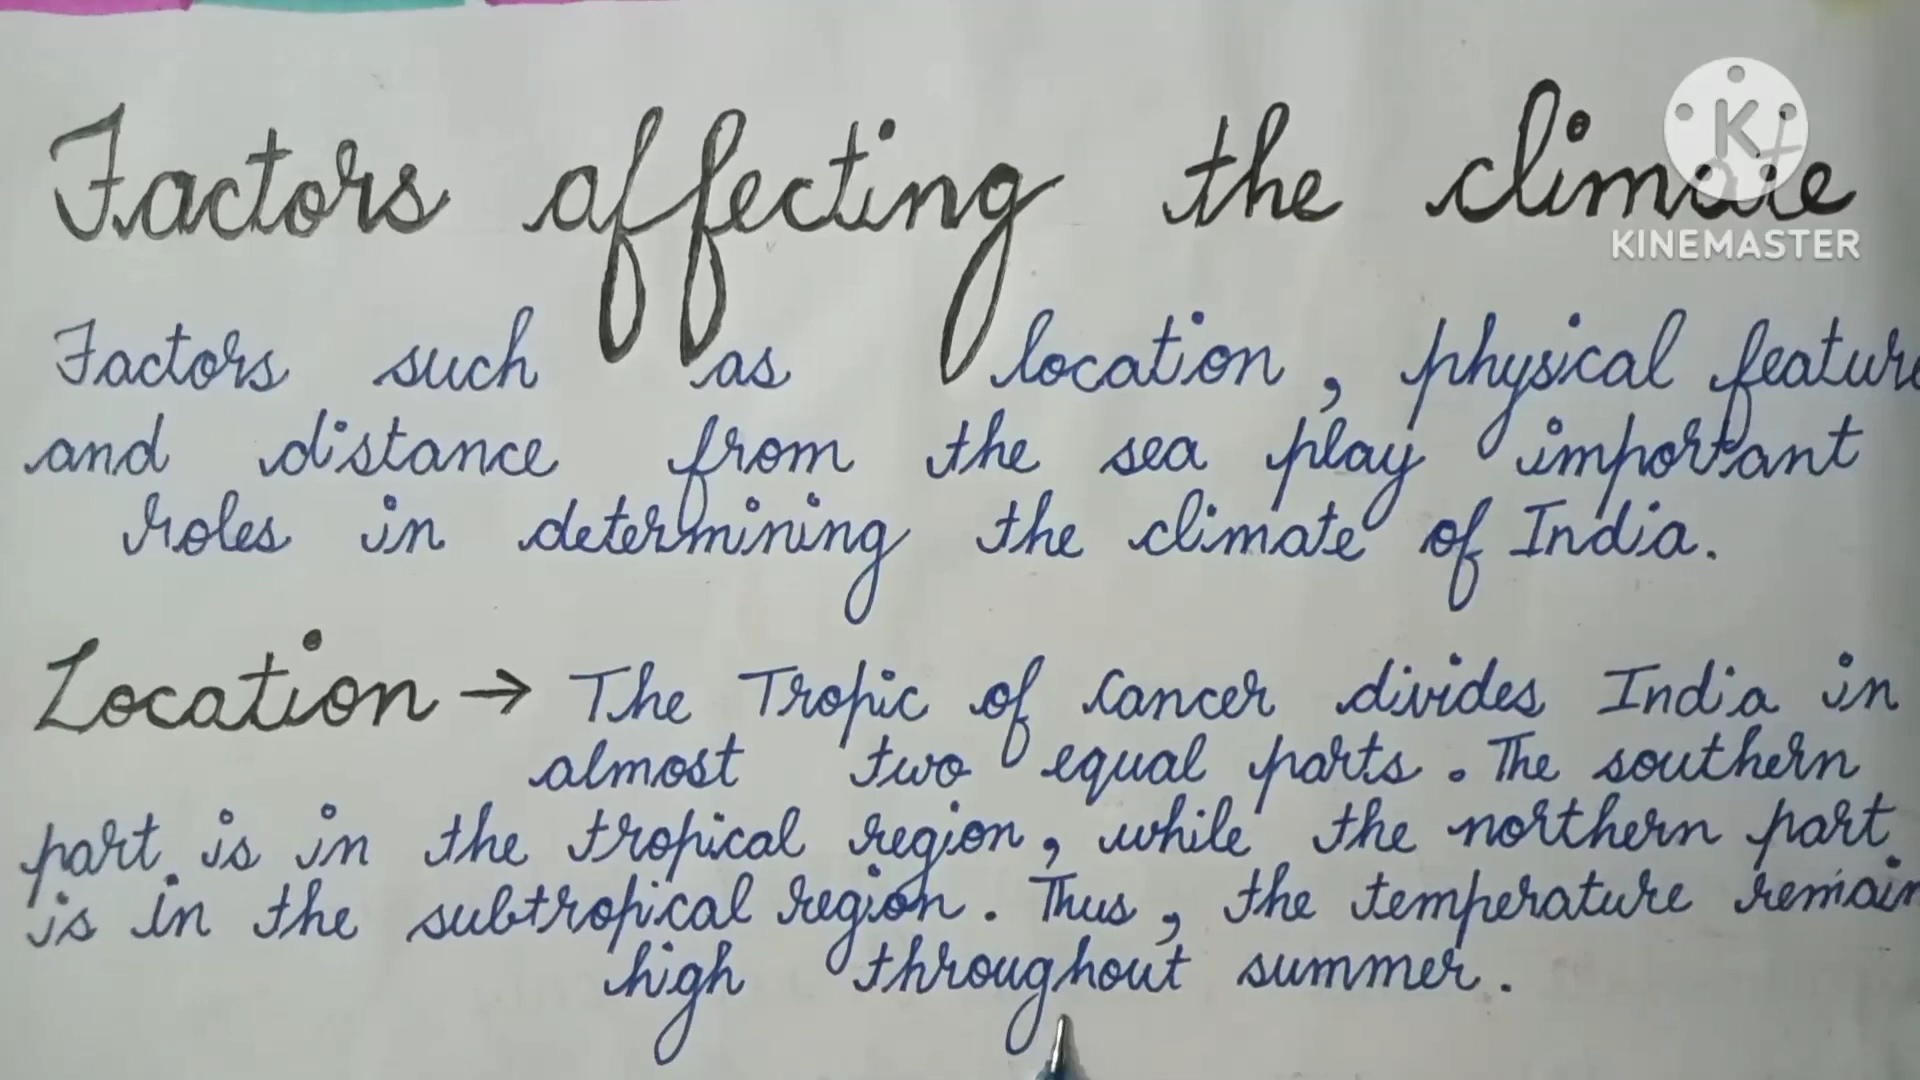 Factors affecting the climate
KINEMASTER
Factors such as location, physical featur
and distance from the sea play important
roles in determining the climate of India.
Location → The Tropic of Cancer divides India in
almost two equal parts. The southern
part is in the tropical region, while the northern part
is in the subtropical region. Thus, the temperature remain
high throughout summer.